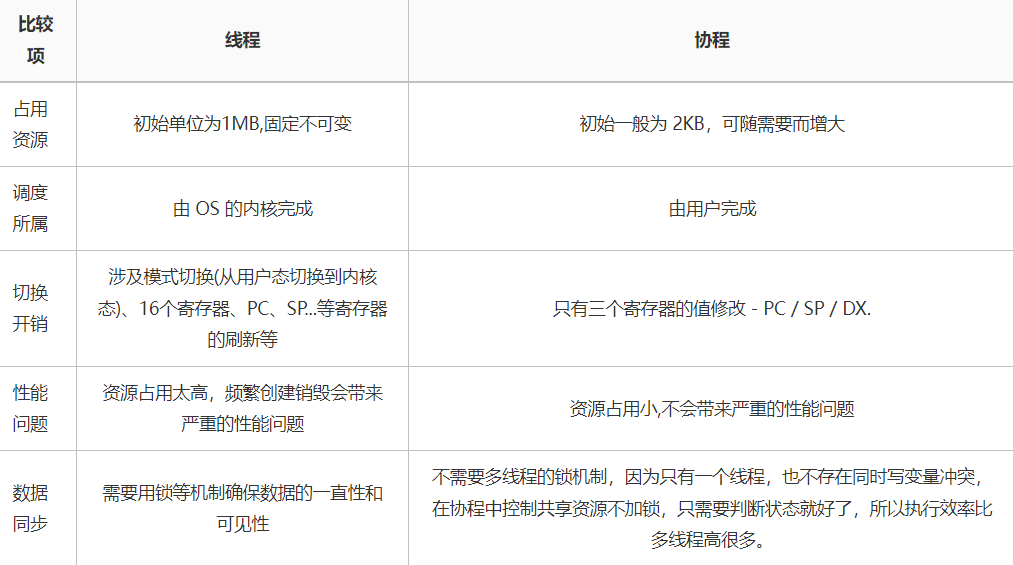 比较
项
线程
协程
占用
资源
初始单位为1MB,固定不可变
初始一般为 2KB，可随需要而增大
调度
所属
由 OS 的内核完成
由用户完成
切换
开销
涉及模式切换(从用户态切换到内核
态)、16个寄存器、PC、SP...等寄存器
的刷新等
只有三个寄存器的值修改 - PC / SP / DX.
性能
问题
资源占用太高，频繁创建销毁会带来
严重的性能问题
资源占用小,不会带来严重的性能问题
数据
同步
需要用锁等机制确保数据的一直性和
可见性
不需要多线程的锁机制，因为只有一个线程，也不存在同时写变量冲突，
在协程中控制共享资源不加锁，只需要判断状态就好了，所以执行效率比
多线程高很多。